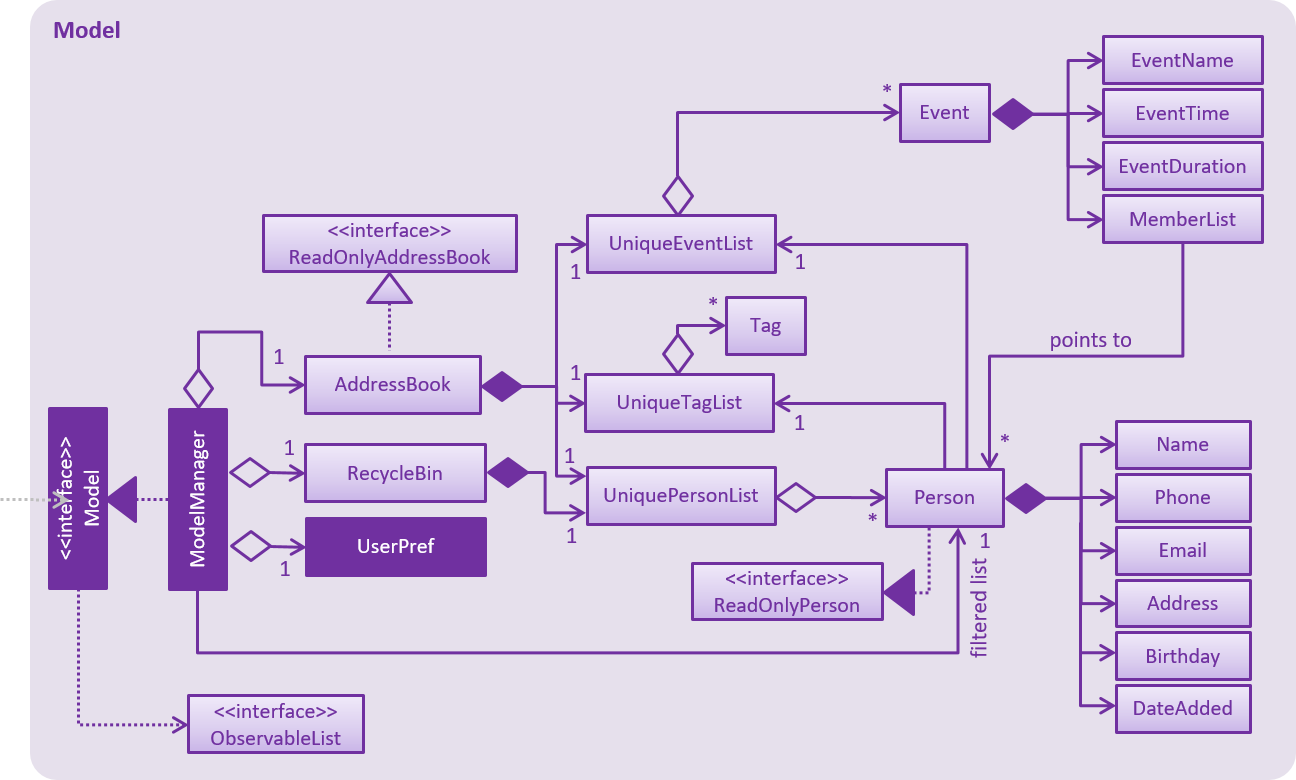 Model
EventName
*
Event
EventTime
EventDuration
MemberList
<<interface>>
ReadOnlyAddressBook
UniqueEventList
1
1
*
Tag
points to
1
AddressBook
1
UniqueTagList
1
<<interface>>
Model
ModelManager
1
RecycleBin
1
UniquePersonList
1
*
*
Person
1
Name
Phone
Email
Address
Birthday
DateAdded
UserPref
1
<<interface>>
ReadOnlyPerson
filtered list
<<interface>>
ObservableList